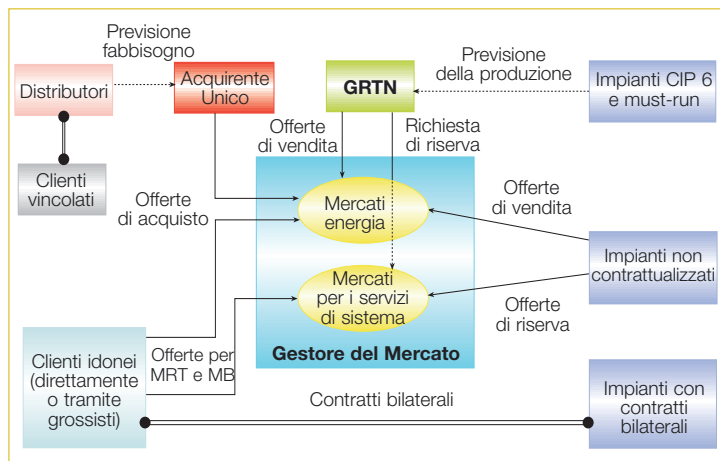 Previsione
fabbisogno
Distributori
Acquirente
Unico
GRTN
Previsione
della produzione
Impianti CIP 6
e must-run
Offerte
di vendita
Richiesta
di riserva
Clienti
vincolati
Offerte
di acquisto
Mercati
energia
Offerte
di vendita
Impianti non
contrattualizzati
Mercati
per i servizi
di sistema
Offerte
di riserva
Gestore del Mercato
Clienti idonei
(direttamente
o tramite
grossisti)
Offerte per
MRT e MB
Contratti bilaterali
Impianti con
contratti
bilaterali